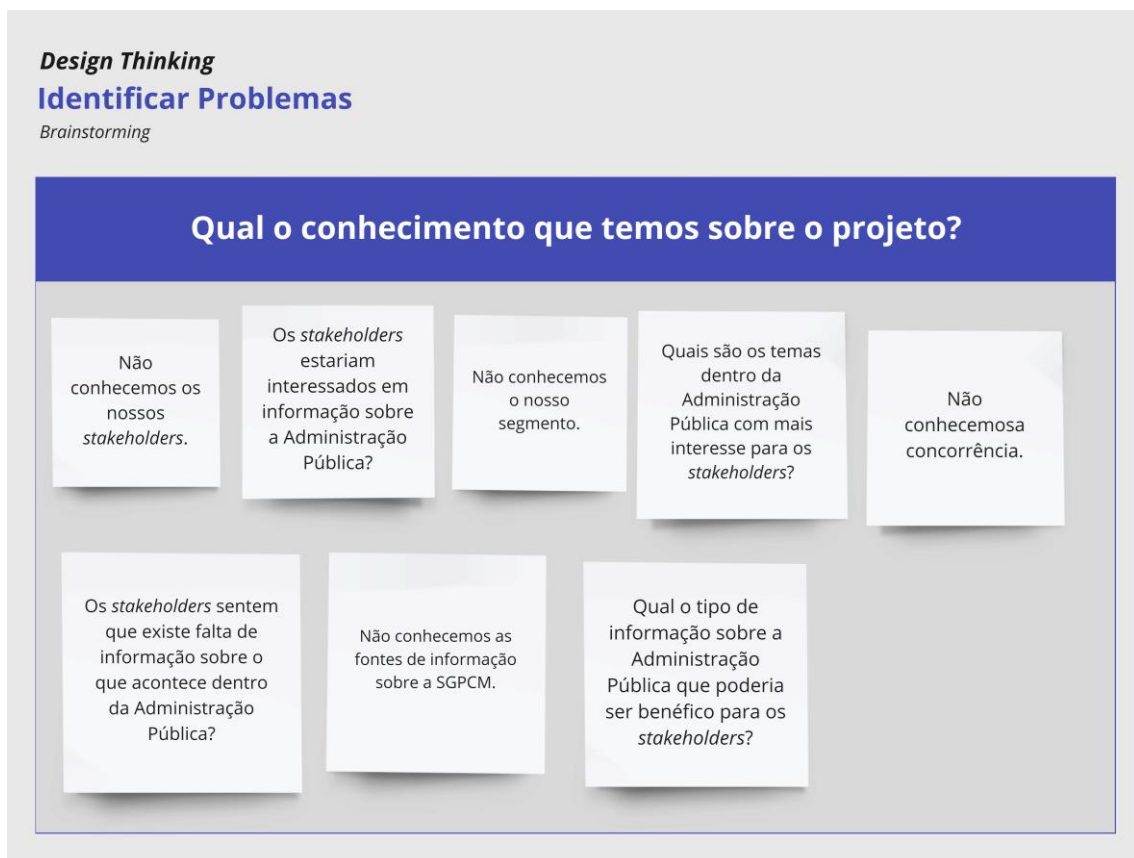 Design Thinking
Identificar Problemas
Brainstorming
Qual o conhecimento que temos sobre o projeto?
Não
conhecemos os
nossos
stakeholders.
Os stakeholders
estariam
interessados em
informação sobre
a Administração
Pública?
Não conhecemos
o nosso
segmento.
Quais são os temas
dentro da
Administração
Pública com mais
interesse para os
stakeholders?
Não
conhecemosa
concorrência.
Os stakeholders sentem
que existe falta de
informação sobre o
que acontece dentro
da Administração
Pública?
Não conhecemos as
fontes de informação
sobre a SGPCM.
Qual o tipo de
informação sobre a
Administração
Pública que poderia
ser benéfico para os
stakeholders?